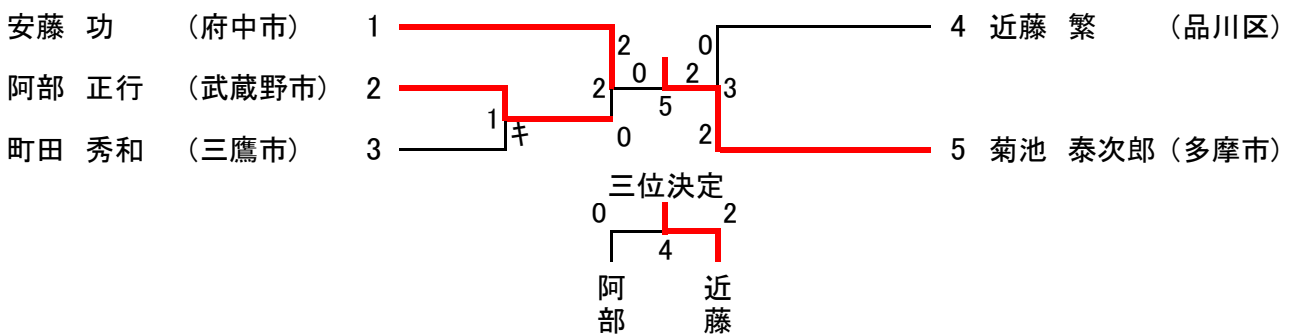 安藤 功 （府中市） 1
阿部 正行 （武蔵野市） 2
町田 秀和 （三鷹市） 3
1
キ
2
2
0
0
5
2
0
3
2
4 近藤 繁 （品川区）
5 菊池 泰次郎（多摩市）
三位決定
0 2
4
阿部
近藤